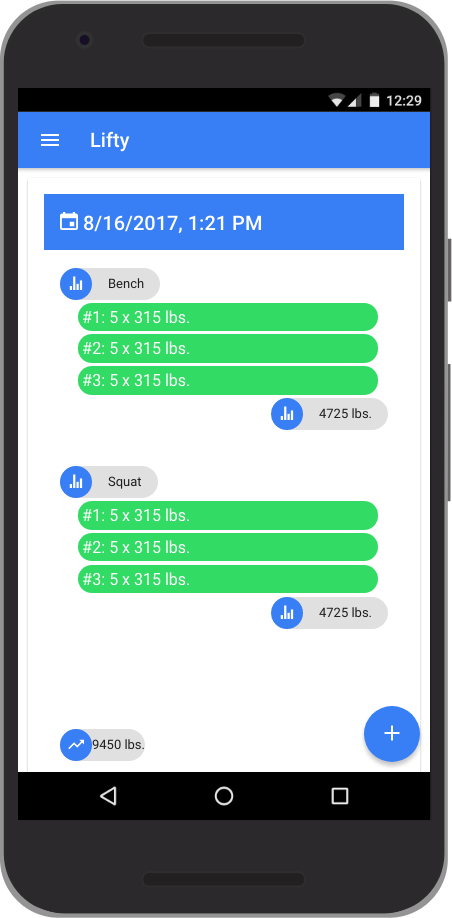 12:29
Lifty
8/16/2017, 1:21 PM
Bench
#1: 5 x 315 lbs.
#2: 5 x 315 lbs.
#3: 5 x 315 lbs.
4725 lbs.
Squat
#1: 5 x 315 lbs.
#2: 5 x 315 lbs.
#3: 5 x 315 lbs.
4725 lbs.
9450 lbs.